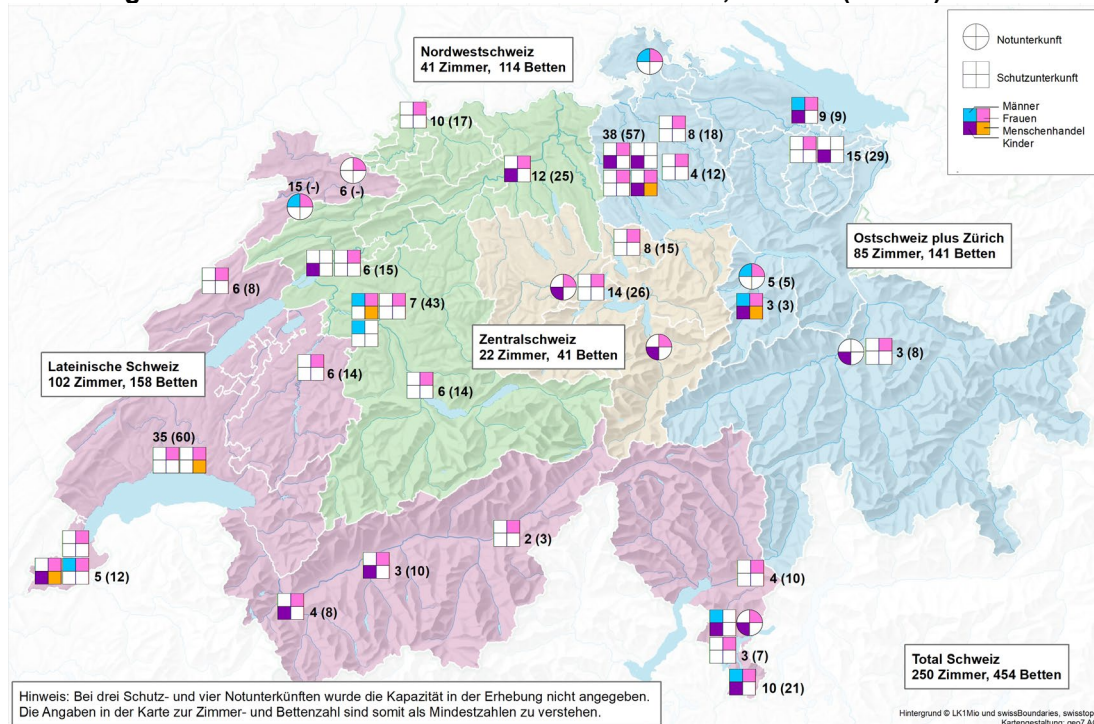 Nordwestschweiz
41 Zimmer, 114 Betten
Notunterkunft
Schutzunterkunft
Männer
Frauen
Menschenhandel
Kinder
10 (17)
9 (9)
38 (57)
8 (18)
15 (29)
4 (12)
12 (25)
15 (-)
6 (-)
Ostschweiz plus Zürich
85 Zimmer, 141 Betten
8 (15)
6 (15)
6 (8)
5 (5)
14 (26)
3 (3)
7 (43)
Zentralschweiz
22 Zimmer, 41 Betten
3 (8)
Lateinische Schweiz
102 Zimmer, 158 Betten
6 (14)
6 (14)
35 (60)
2 (3)
5 (12)
3 (10)
4 (10)
4 (8)
3 (7)
Total Schweiz
250 Zimmer, 454 Betten
10 (21)
Hinweis: Bei drei Schutz- und vier Notunterkünften wurde die Kapazität in der Erhebung nicht angegeben.
Die Angaben in der Karte zur Zimmer- und Bettenzahl sind somit als Mindestzahlen zu verstehen.
Hintergrund © LK1Mio und swissBoundaries, swisstop
Kartengestaltung: geo7 A